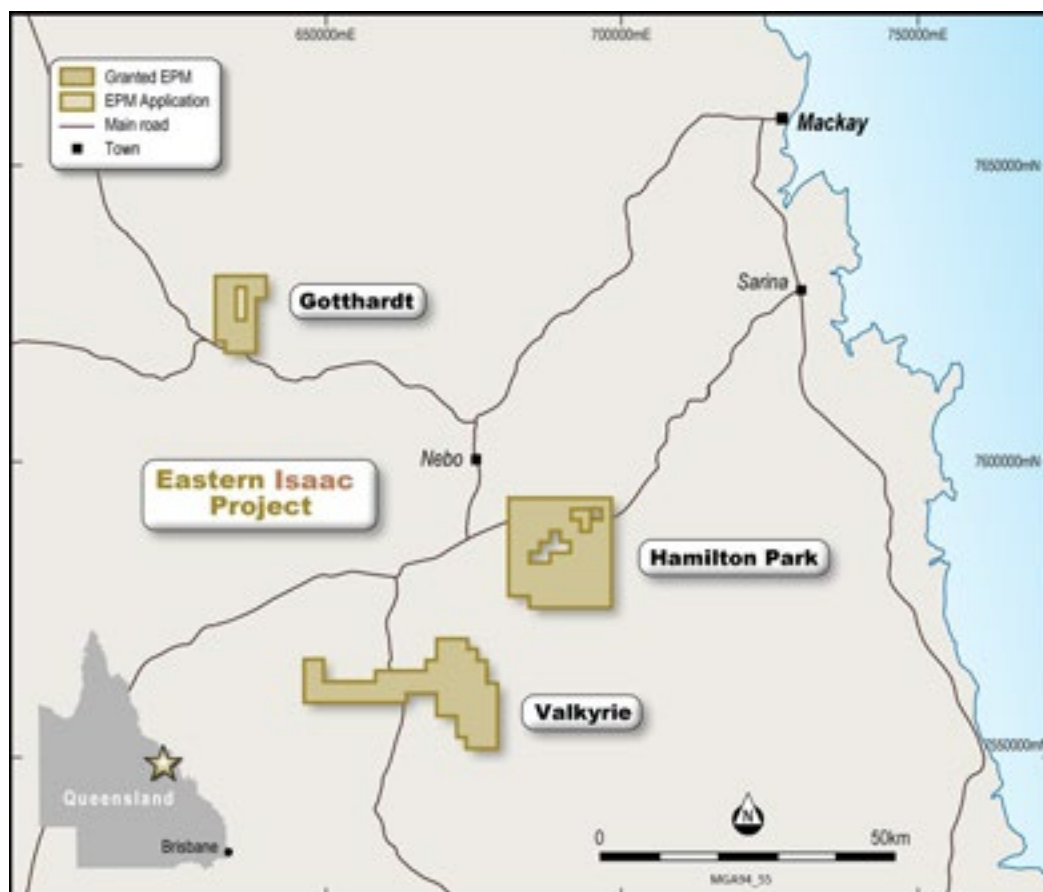 650000mE
700000mE
750000mE
Granted EPM
EPM Application
Main road
Town
Mackay
7650000mN
Sarina
Gotthardt
Nebo
7600000mN
Eastern Isaac
Project
Hamilton Park
Valkyrie
7550000mN
Queensland
Brisbane
N
0
50km
MGA94_55